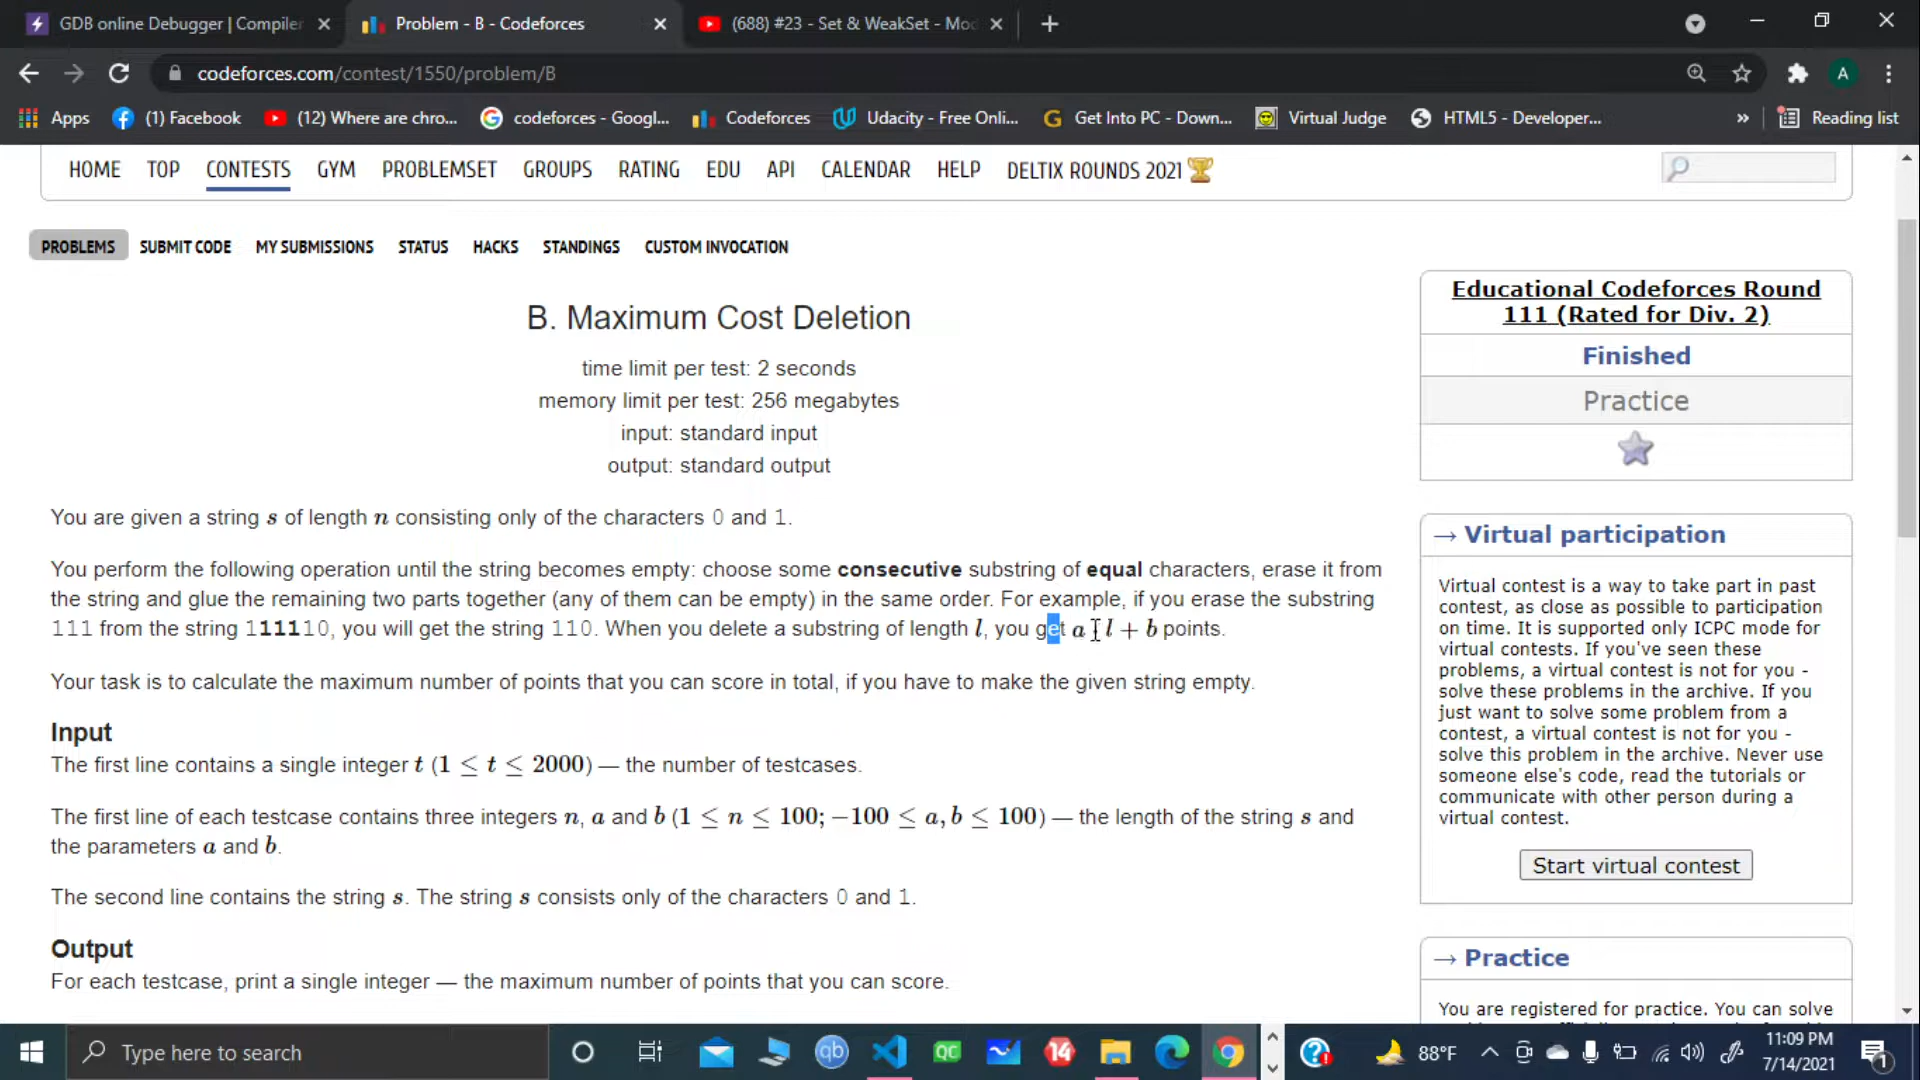 GDB online Debugger | Compiler
Problem - B - Codeforces
(688) #23 - Set & WeakSet - Mod
codeforces.com/contest/1550/problem/B
A
Apps
(1) Facebook
(12) Where are chro...
codeforces - Googl...
Codeforces
Udacity - Free Onli...
Get Into PC - Down...
Virtual Judge
HTML5 - Developer...
»
Reading list
HOME TOP CONTESTS GYM PROBLEMSET GROUPS RATING EDU API CALENDAR HELP DELTIX ROUNDS 2021
PROBLEMS SUBMIT CODE MY SUBMISSIONS STATUS HACKS STANDINGS CUSTOM INVOCATION
B. Maximum Cost Deletion
time limit per test: 2 seconds
memory limit per test: 256 megabytes
input: standard input
output: standard output
You are given a string s of length n consisting only of the characters 0 and 1.
You perform the following operation until the string becomes empty: choose some consecutive substring of equal characters, erase it from
the string and glue the remaining two parts together (any of them can be empty) in the same order. For example, if you erase the substring
111 from the string 111110, you will get the string 110. When you delete a substring of length l, you get a · l + b points.
Your task is to calculate the maximum number of points that you can score in total, if you have to make the given string empty.
Input
The first line contains a single integer t (1 ≤ t ≤ 2000) — the number of testcases.
The first line of each testcase contains three integers n, a and b (1 ≤ n ≤ 100; −100 ≤ a, b ≤ 100) — the length of the string s and
the parameters a and b.
The second line contains the string s. The string s consists only of the characters 0 and 1.
Output
For each testcase, print a single integer — the maximum number of points that you can score.
Educational Codeforces Round
111 (Rated for Div. 2)
Finished
Practice
→ Virtual participation
Virtual contest is a way to take part in past
contest, as close as possible to participation
on time. It is supported only ICPC mode for
virtual contests. If you've seen these
problems, a virtual contest is not for you -
solve these problems in the archive. If you
just want to solve some problem from a
contest, a virtual contest is not for you -
solve this problem in the archive. Never use
someone else's code, read the tutorials or
communicate with other person during a
virtual contest.
Start virtual contest
→ Practice
You are registered for practice. You can solve
Type here to search
qb
QC
14
88°F
11:09 PM
7/14/2021
1